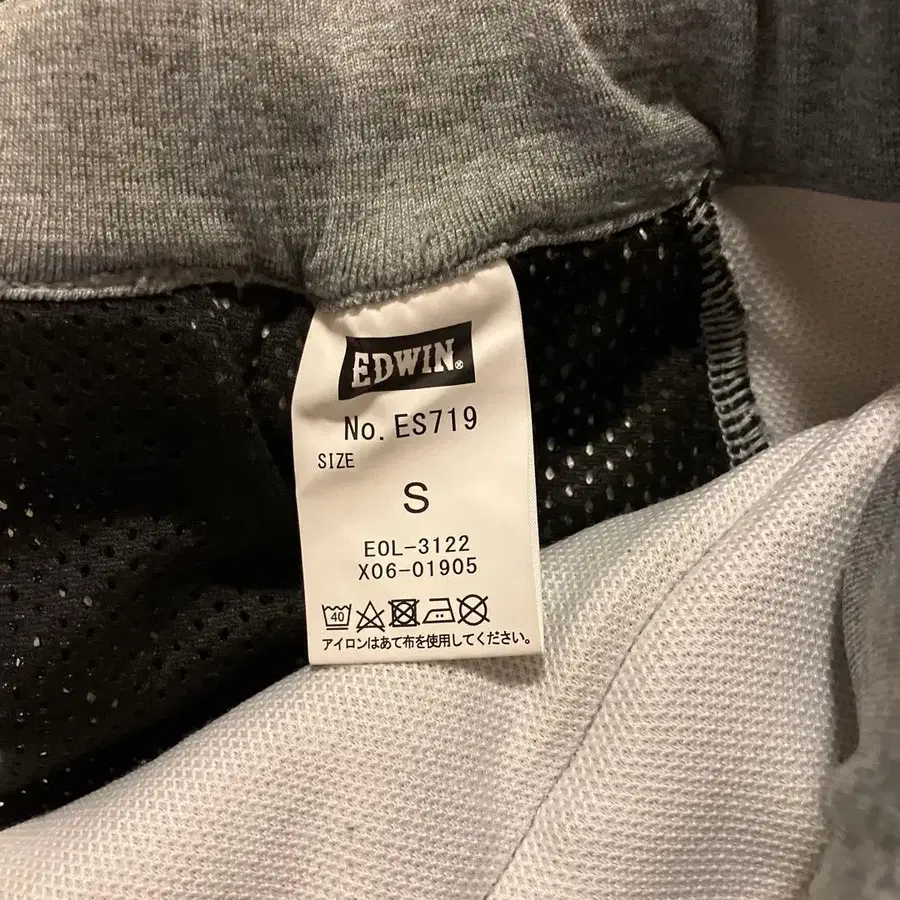 EDWIN®
No. ES719
SIZE
S
EOL-3122
X06-01905
40
アイロンはあて布を使用してください。